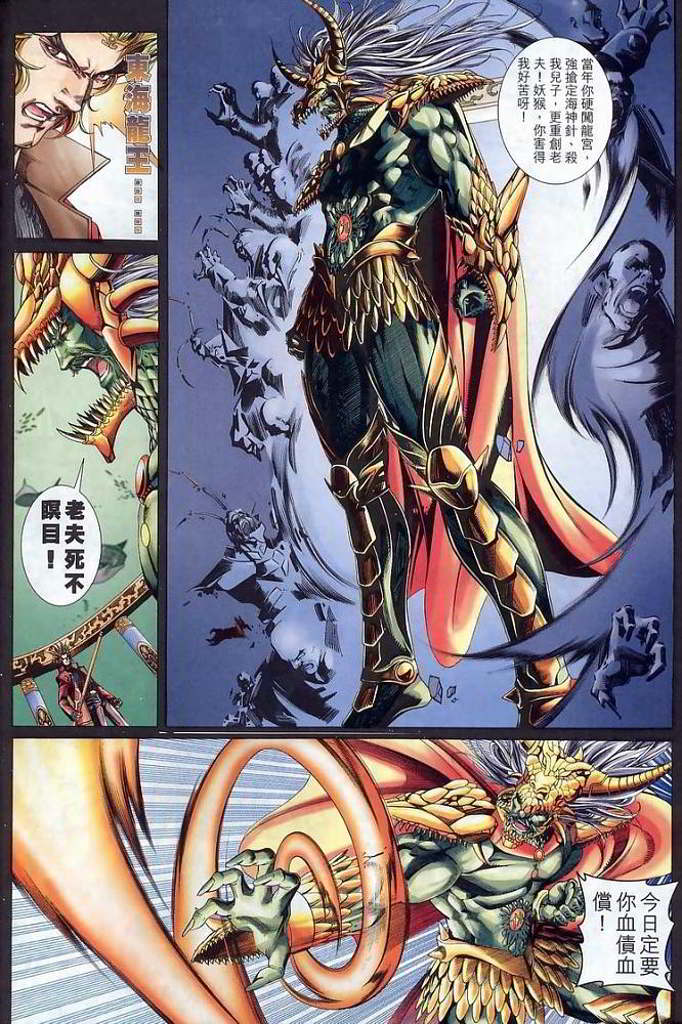 當年你硬闖龍宮，
強搶定海神針、殺
我兒子，更重創老
夫！妖猴，你害得
我好苦呀！
東海龍王……
老夫死不
瞑目！
今日定要
你血債血
償！